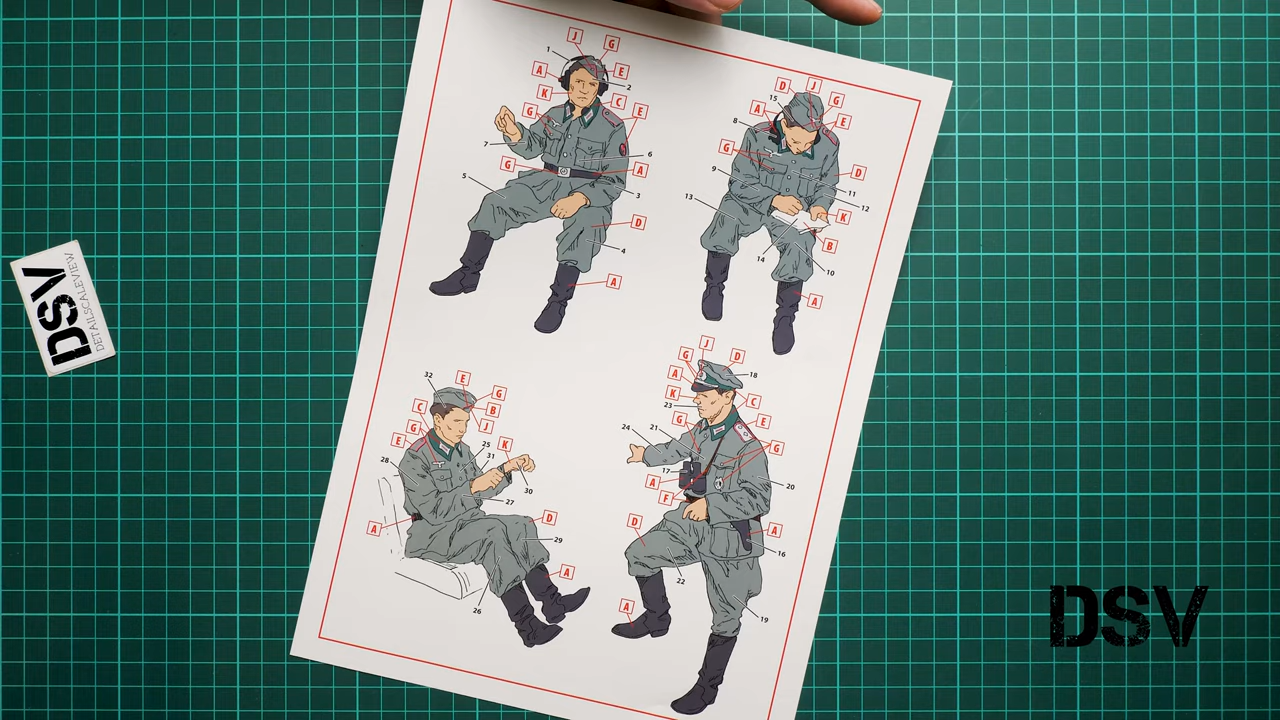 J
G
1
A
E
2
K
C
G
E
7
6
G
A
5
3
D
4
A
D
J
15
G
A
8
E
G
D
9
11
12
13
K
B
14
10
A
DSV
DETAILSCALEVIEW
32
E
G
C
B
G
J
E
25
K
28
31
30
27
A
D
29
A
26
J
G
D
A
18
K
C
23
G
E
24
21
G
17
A
20
F
D
A
16
22
A
19
DSV